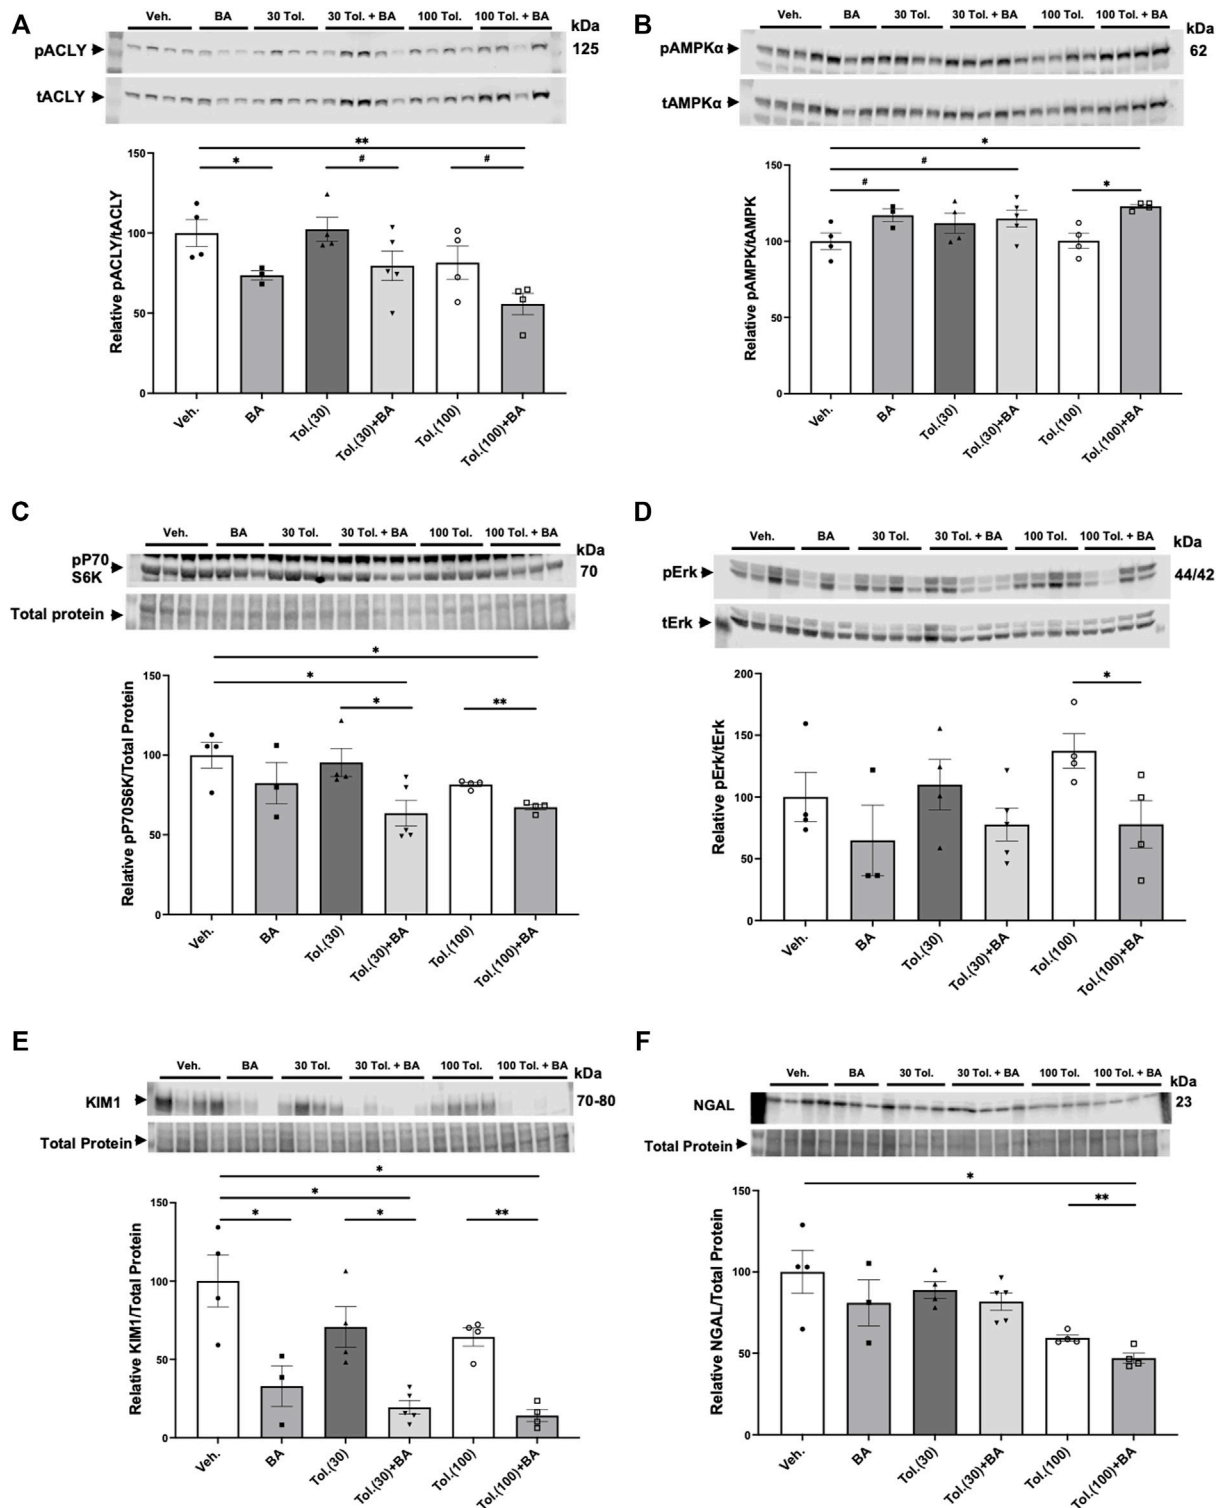 A
Veh. BA 30 Tol. 30 Tol. + BA 100 Tol. 100 Tol. + BA kDa
pACLY 125
tACLY
**
* # #
150
100
50
0
Relative pACLY/tACLY
Veh. BA Tol.(30) Tol.(30)+BA Tol.(100) Tol.(100)+BA
B
Veh. BA 30 Tol. 30 Tol. + BA 100 Tol. 100 Tol. + BA kDa
pAMPKα 62
tAMPKα
*
#
# *
150
100
50
0
Relative pAMPK/tAMPK
Veh. BA Tol.(30) Tol.(30)+BA Tol.(100) Tol.(100)+BA
C
Veh. BA 30 Tol. 30 Tol. + BA 100 Tol. 100 Tol. + BA
kDa
pP70
S6K 70
Total protein
*
*
* **
150
100
50
0
Relative pP70S6K/Total Protein
Veh. BA Tol.(30) Tol.(30)+BA Tol.(100) Tol.(100)+BA
D
Veh. BA 30 Tol. 30 Tol. + BA 100 Tol. 100 Tol. + BA
kDa
pErk 44/42
tErk
*
200
150
100
50
0
Relative pErk/tErk
Veh. BA Tol.(30) Tol.(30)+BA Tol.(100) Tol.(100)+BA
E
Veh. BA 30 Tol. 30 Tol. + BA 100 Tol. 100 Tol. + BA
kDa
KIM1 70-80
Total Protein
*
*
* * **
150
100
50
0
Relative KIM1/Total Protein
Veh. BA Tol.(30) Tol.(30)+BA Tol.(100) Tol.(100)+BA
F
Veh. BA 30 Tol. 30 Tol. + BA 100 Tol. 100 Tol. + BA
kDa
NGAL 23
Total Protein
*
**
150
100
50
0
Relative NGAL/Total Protein
Veh. BA Tol.(30) Tol.(30)+BA Tol.(100) Tol.(100)+BA